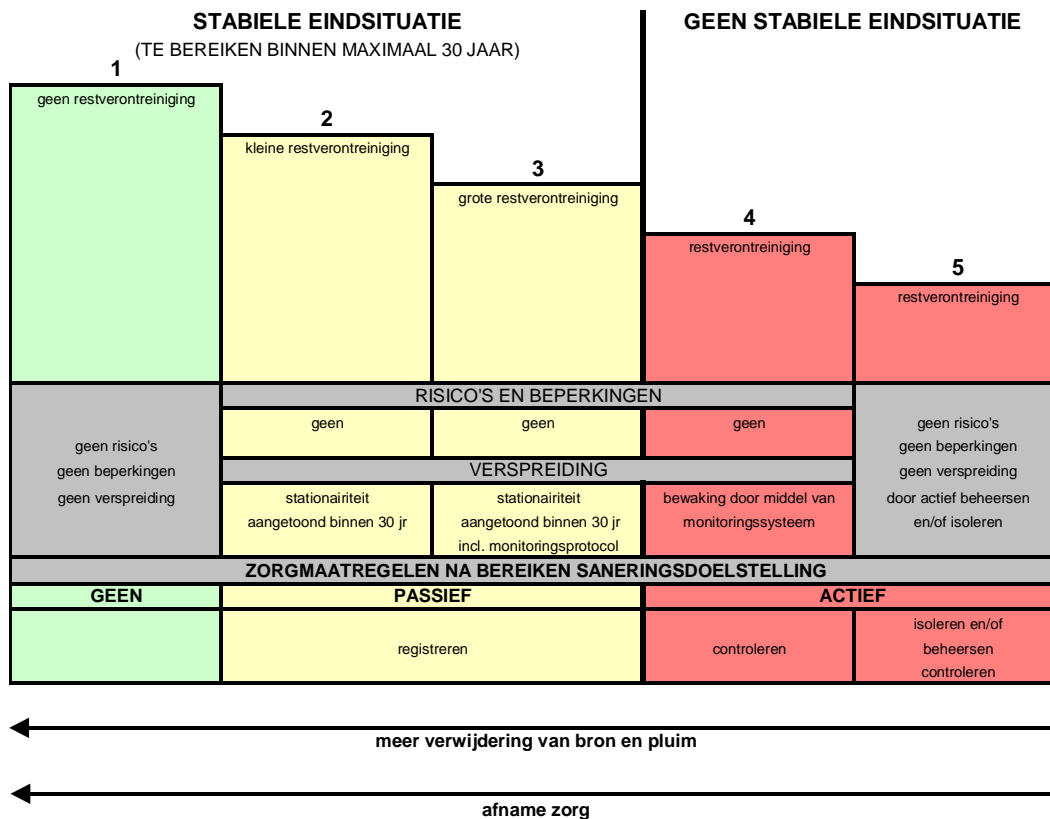 STABIELE EINDSITUATIE
(TE BEREIKEN BINNEN MAXIMAAL 30 JAAR)
GEEN STABIELE EINDSITUATIE
1
geen restverontreiniging
2
kleine restverontreiniging
3
grote restverontreiniging
4
restverontreiniging
5
restverontreiniging
RISICO'S EN BEPERKINGEN
geen risico's
geen beperkingen
geen verspreiding
geen
geen
geen
VERSPREIDING
stationairiteit
aangetoond binnen 30 jr
stationairiteit
aangetoond binnen 30 jr
incl. monitoringsprotocol
bewaking door middel van
monitoringssysteem
geen risico's
geen beperkingen
geen verspreiding
door actief beheersen
en/of isoleren
ZORGMAATREGELEN NA BEREIKEN SANERINGSDOELSTELLING
GEEN
PASSIEF
ACTIEF
registreren
controleren
isoleren en/of
beheersen
controleren
meer verwijdering van bron en pluim
afname zorg